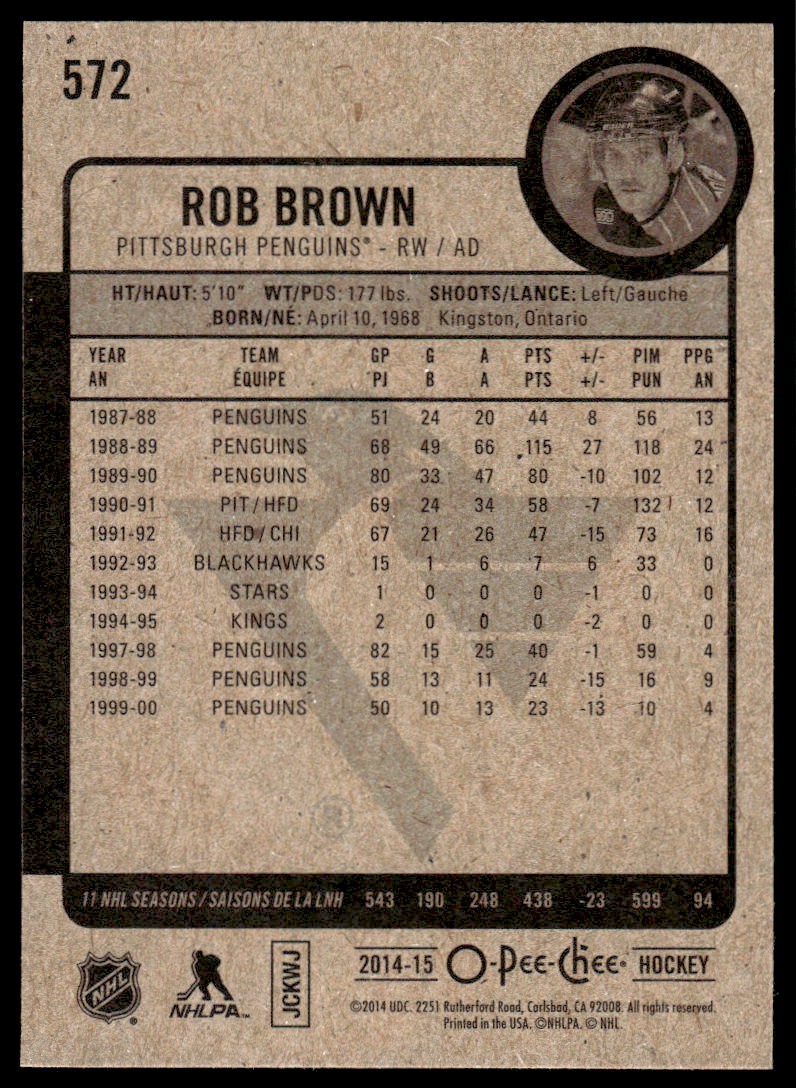 572
ROB BROWN
PITTSBURGH PENGUINS® - RW / AD
HT/HAUT: 5'10" WT/PDS: 177 lbs. SHOOTS/LANCE: Left/Gauche
BORN/NÉ: April 10, 1968 Kingston, Ontario
YEAR TEAM GP G A PTS +/- PIM PPG
AN ÉQUIPE PJ B A PTS +/- PUN AN
1987-88 PENGUINS 51 24 20 44 8 56 13
1988-89 PENGUINS 68 49 66 115 27 118 24
1989-90 PENGUINS 80 33 47 80 -10 102 12
1990-91 PIT/HFD 69 24 34 58 -7 132 12
1991-92 HFD/CHI 67 21 26 47 -15 73 16
1992-93 BLACKHAWKS 15 1 6 7 6 33 0
1993-94 STARS 1 0 0 0 -1 0 0
1994-95 KINGS 2 0 0 0 -2 0 0
1997-98 PENGUINS 82 15 25 40 -1 59 4
1998-99 PENGUINS 58 13 11 24 -15 16 9
1999-00 PENGUINS 50 10 13 23 -13 10 4
®
11 NHL SEASONS/SAISONS DE LA LNH 543 190 248 438 -23 599 94
NHL®
NHLPA™
JCKWJ
2014-15 O-Pee-Chee® HOCKEY
©2014 UDC. 2251 Rutherford Road, Carlsbad, CA 92008. All rights reserved.
Printed in the USA. ©NHLPA. © NHL.